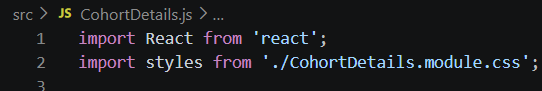 src > JS CohortDetails.js > ...
1 import React from 'react';
2 import styles from './CohortDetails.module.css';
3